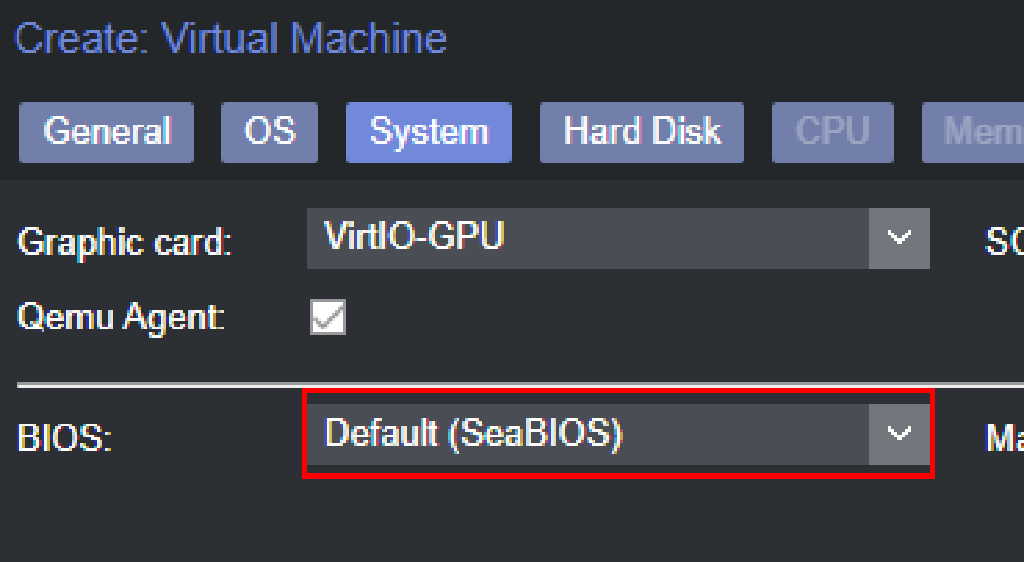 Create: Virtual Machine
General OS System Hard Disk CPU Mem
Graphic card: VirtIO-GPU SC
Qemu Agent:
BIOS: Default (SeaBIOS) Ma